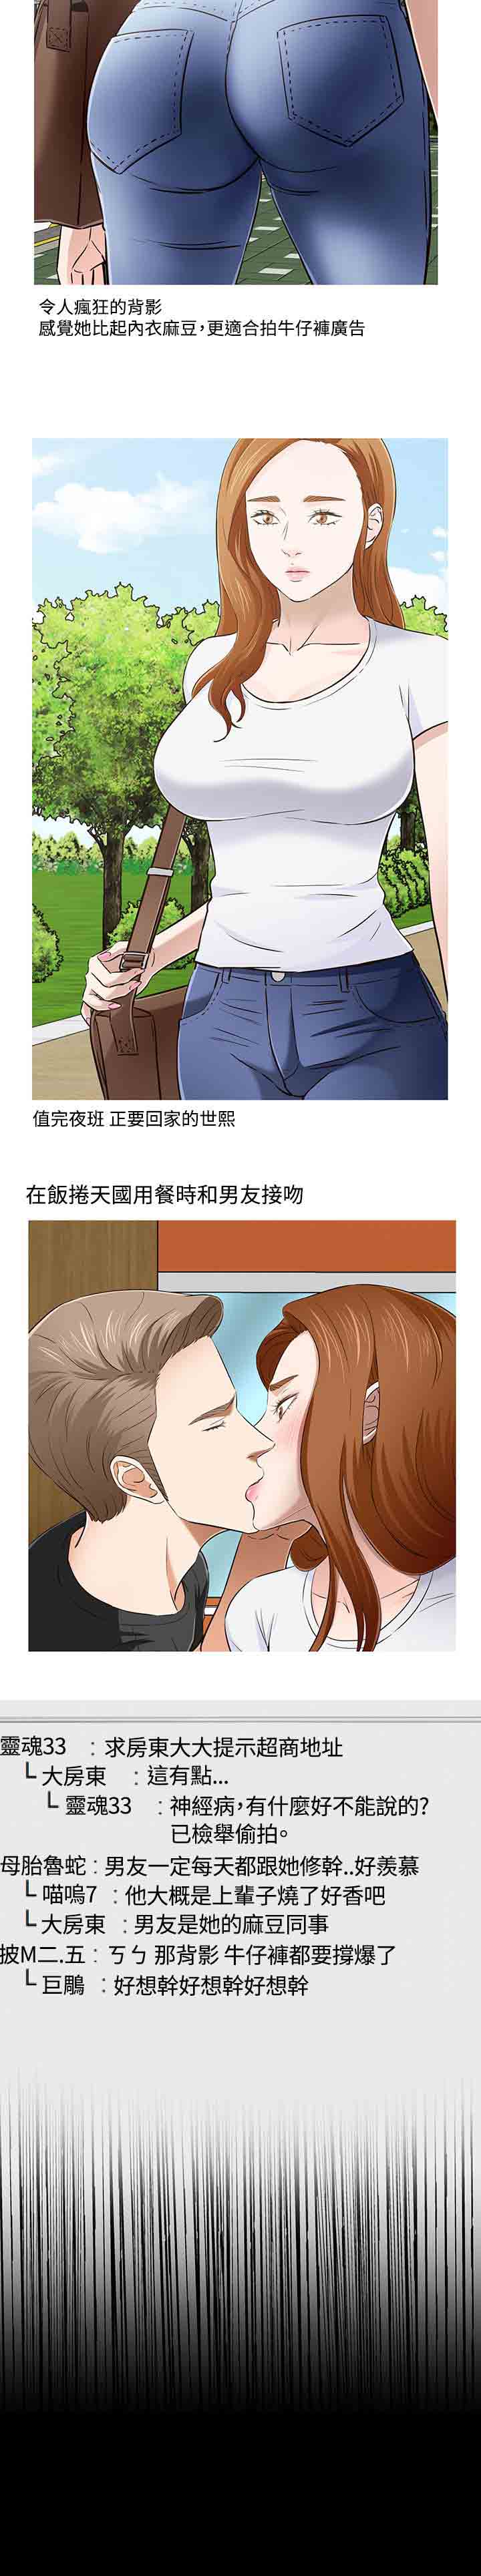 令人瘋狂的背影
感覺她比起內衣麻豆，更適合拍牛仔褲廣告
值完夜班 正要回家的世熙
在飯捲天國用餐時和男友接吻
靈魂33 ：求房東大大提示超商地址
└ 大房東 ：這有點...
└ 靈魂33 ：神經病，有什麼好不能說的?
已檢舉偷拍。
母胎魯蛇：男友一定每天都跟她修幹..好羨慕
└ 喵嗚7 ：他大概是上輩子燒了好香吧
└ 大房東 ：男友是她的麻豆同事
披M二.五：ㄎㄅ 那背影 牛仔褲都要撐爆了
└ 巨鵰 ：好想幹好想幹好想幹